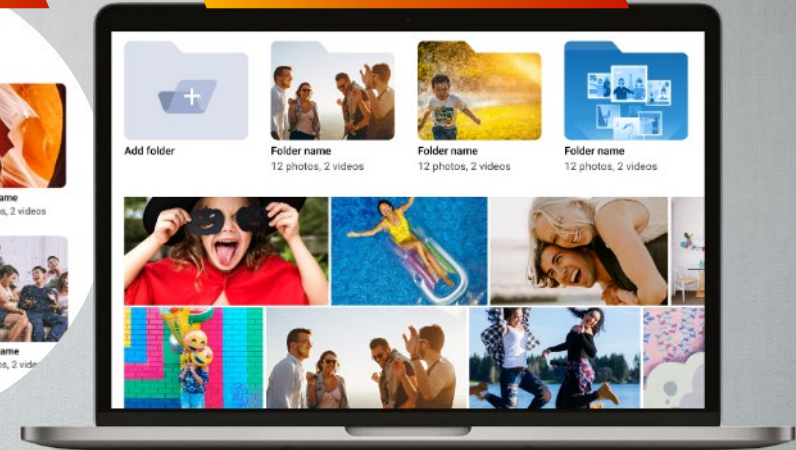 ame
s, 2 videos
ame
s, 2 vide
Add folder
Folder name
12 photos, 2 videos
Folder name
12 photos, 2 videos
Folder name
12 photos, 2 videos